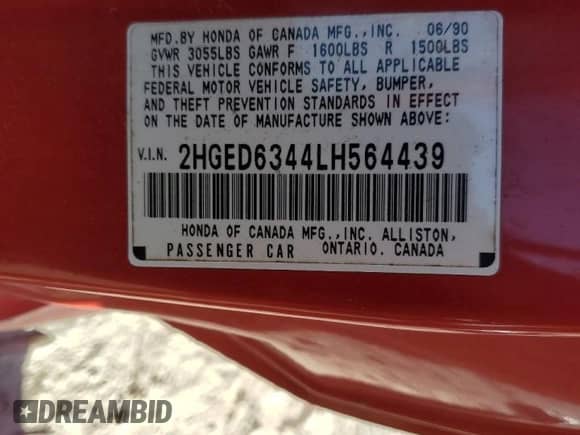 MFD.BY HONDA OF CANADA MFG.,INC. 06/90
GVWR 3055LBS GAWR F 1600LBS R 1500LBS
THIS VEHICLE CONFORMS TO ALL APPLICABLE
FEDERAL MOTOR VEHICLE SAFETY, BUMPER,
AND THEFT PREVENTION STANDARDS IN EFFECT
ON THE DATE OF MANUFACTURE SHOWN ABOVE:
V.I.N. 2HGED6344LH564439
HONDA OF CANADA MFG.,INC. ALLISTON,
PASSENGER CAR ONTARIO. CANADA
DREAMBID